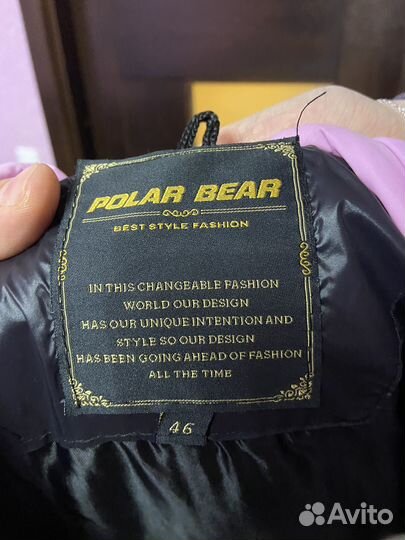 POLAR BEAR
BEST STYLE FASHION
IN THIS CHANGEABLE FASHION
WORLD OUR DESIGN
HAS OUR UNIQUE INTENTION AND
STYLE SO OUR DESIGN
HAS BEEN GOING AHEAD OF FASHION
ALL THE TIME
46
Avito